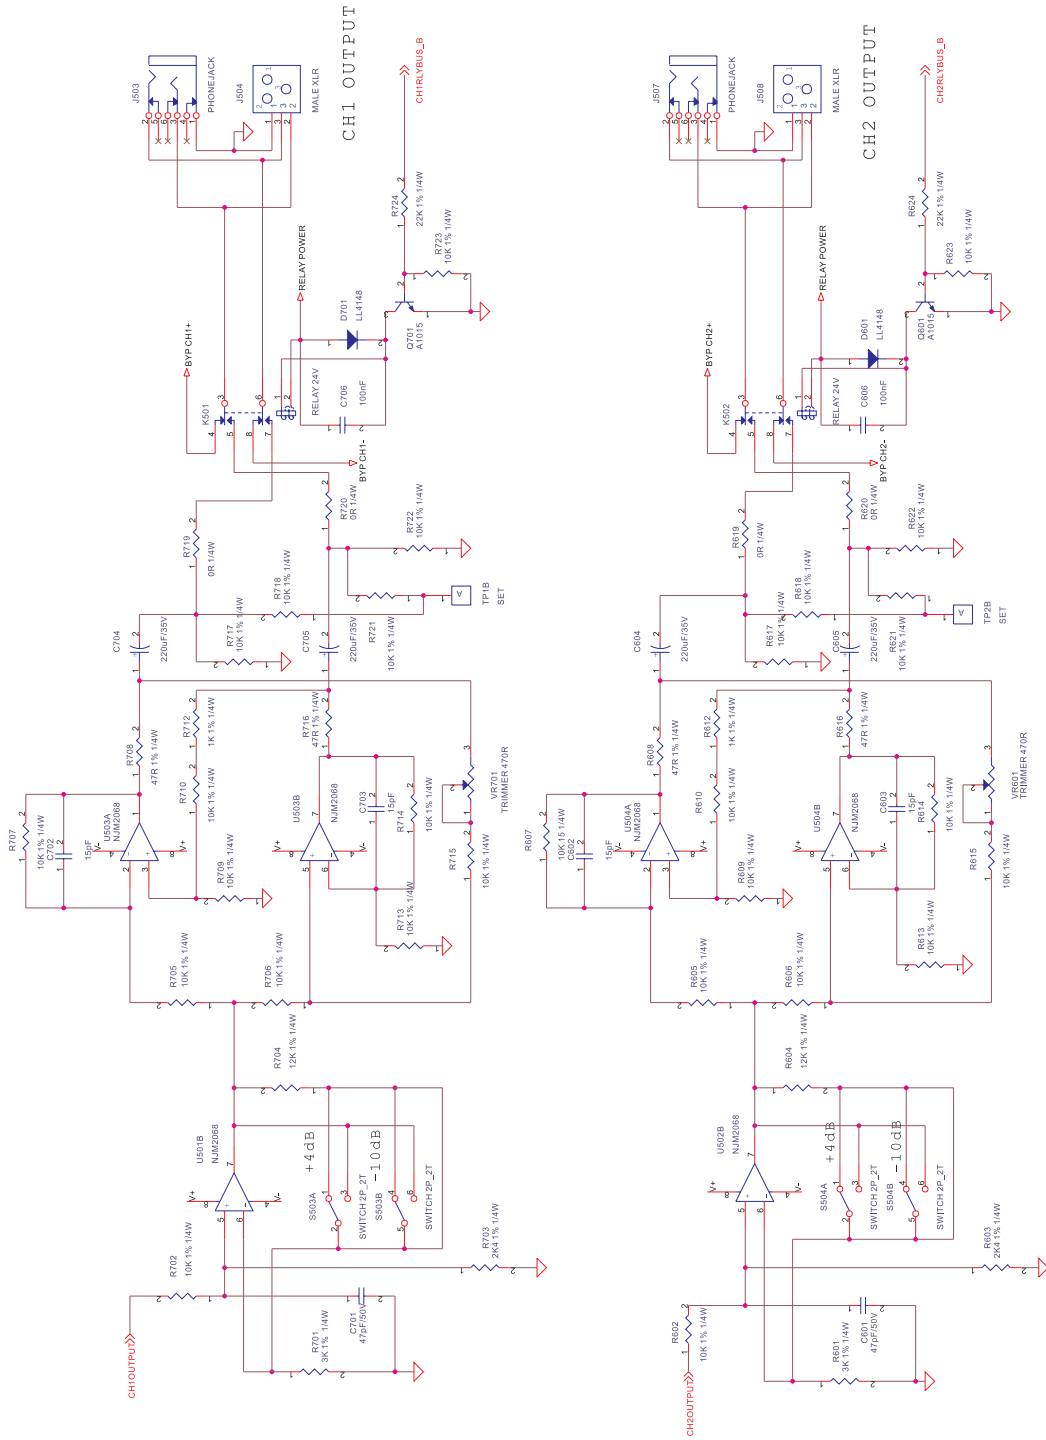 CH1OUTPUT
R702
10K 1% 1/4W
R701
3K 1% 1/4W
C701
47pF/50V
R703
2K4 1% 1/4W
U501B
NJM2068
V+
V-
+4dB
-10dB
S503A
SWITCH 2P_2T
S503B
SWITCH 2P_2T
R704
12K 1% 1/4W
R705
10K 1% 1/4W
R706
10K 1% 1/4W
R707
10K 1% 1/4W
C702
15pF
U503A
NJM2068
V-
V+
R708
47R 1% 1/4W
R709
10K 1% 1/4W
R710
10K 1% 1/4W
R712
1K 1% 1/4W
U503B
NJM2068
V+
V-
R713
10K 1% 1/4W
C703
15pF
R714
10K 1% 1/4W
R715
10K 1% 1/4W
R716
47R 1% 1/4W
VR701
TRIMMER 470R
C704
220uF/35V
R717
10K 1% 1/4W
R718
10K 1% 1/4W
C705
220uF/35V
R719
0R 1/4W
R720
0R 1/4W
R721
10K 1% 1/4W
R722
10K 1% 1/4W
A
TP1B
SET
K501
BYP CH1+
BYP CH1-
RELAY 24V
C706
100nF
D701
LL4148
RELAY POWER
Q701
A1015
R723
10K 1% 1/4W
R724
22K 1% 1/4W
CH1RLYBUS_B
J503
PHONEJACK
J504
MALE XLR
CH1 OUTPUT
CH2OUTPUT
R602
10K 1% 1/4W
R601
3K 1% 1/4W
C601
47pF/50V
R603
2K4 1% 1/4W
U502B
NJM2068
V+
V-
+4dB
-10dB
S504A
SWITCH 2P_2T
S504B
SWITCH 2P_2T
R604
12K 1% 1/4W
R605
10K 1% 1/4W
R606
10K 1% 1/4W
R607
10K 15 1/4W
C602
15pF
U504A
NJM2068
V-
V+
R608
47R 1% 1/4W
R609
10K 1% 1/4W
R610
10K 1% 1/4W
R612
1K 1% 1/4W
U504B
NJM2068
V+
V-
R613
10K 1% 1/4W
C603
15pF
R614
10K 1% 1/4W
R615
10K 1% 1/4W
R616
47R 1% 1/4W
VR601
TRIMMER 470R
C604
220uF/35V
R617
10K 1% 1/4W
R618
10K 1% 1/4W
C605
220uF/35V
R619
0R 1/4W
R620
0R 1/4W
R621
10K 1% 1/4W
R622
10K 1% 1/4W
A
TP2B
SET
K502
BYP CH2+
BYP CH2-
RELAY 24V
C606
100nF
D601
LL4148
RELAY POWER
Q601
A1015
R623
10K 1% 1/4W
R624
22K 1% 1/4W
CH2RLYBUS_B
J507
PHONEJACK
J508
MALE XLR
CH2 OUTPUT